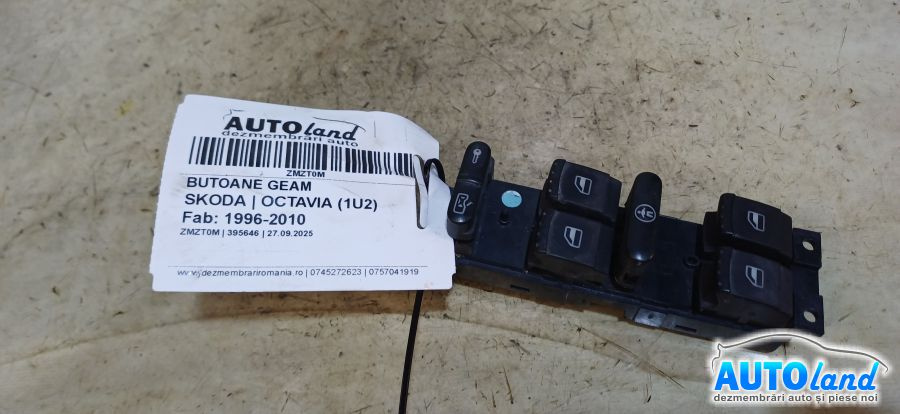 AUTOland
dezmembrări auto
ZMZT0M
BUTOANE GEAM
SKODA | OCTAVIA (1U2)
Fab: 1996-2010
ZMZT0M | 395646 | 27.09.2025
www.dezmembrariromania.ro | 0745272623 | 0757041919
AUTOland
dezmembrări auto și piese noi